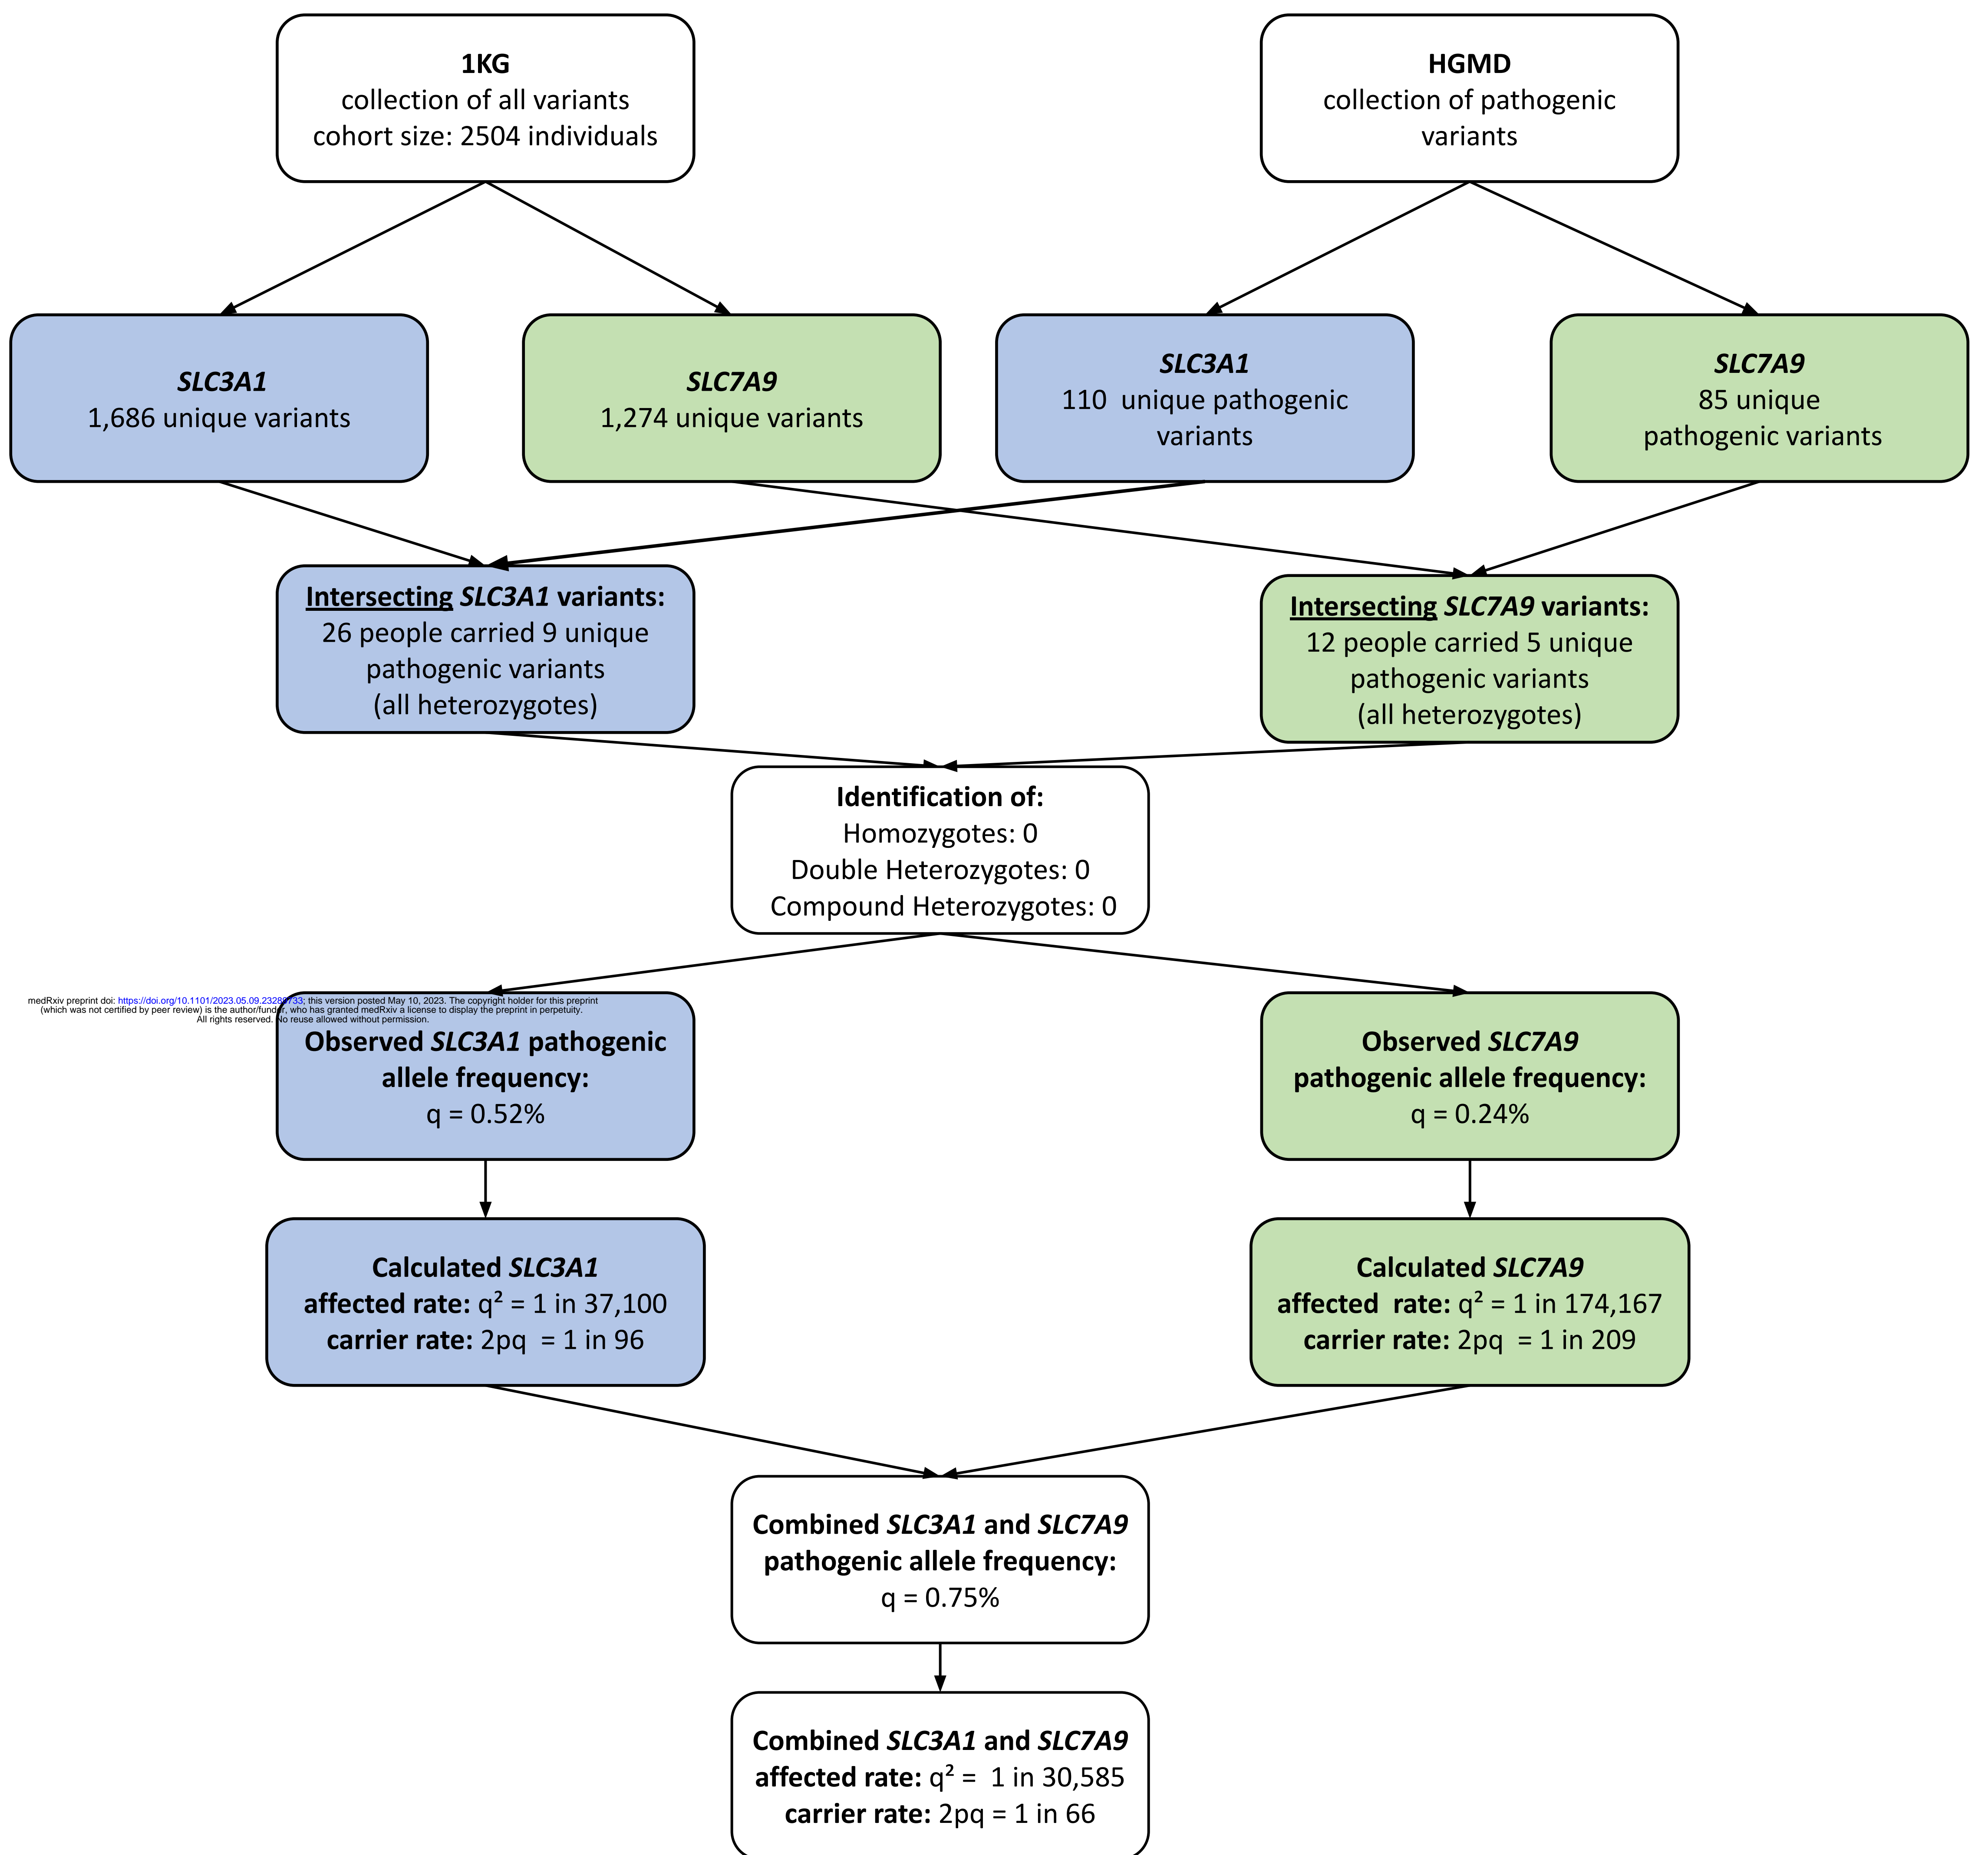 1KG
collection of all variants
cohort size: 2504 individuals
HGMD
collection of pathogenic
variants
SLC3A1
1,686 unique variants
SLC7A9
1,274 unique variants
SLC3A1
110 unique pathogenic
variants
SLC7A9
85 unique
pathogenic variants
Intersecting SLC3A1 variants:
26 people carried 9 unique
pathogenic variants
(all heterozygotes)
Intersecting SLC7A9 variants:
12 people carried 5 unique
pathogenic variants
(all heterozygotes)
Identification of:
Homozygotes: 0
Double Heterozygotes: 0
Compound Heterozygotes: 0
medRxiv preprint doi: https://doi.org/10.1101/2023.05.09.23289733; this version posted May 10, 2023. The copyright holder for this preprint
(which was not certified by peer review) is the author/funder, who has granted medRxiv a license to display the preprint in perpetuity.
All rights reserved. No reuse allowed without permission.
Observed SLC3A1 pathogenic
allele frequency:
q = 0.52%
Observed SLC7A9
pathogenic allele frequency:
q = 0.24%
Calculated SLC3A1
affected rate: q² = 1 in 37,100
carrier rate: 2pq = 1 in 96
Calculated SLC7A9
affected rate: q² = 1 in 174,167
carrier rate: 2pq = 1 in 209
Combined SLC3A1 and SLC7A9
pathogenic allele frequency:
q = 0.75%
Combined SLC3A1 and SLC7A9
affected rate: q² = 1 in 30,585
carrier rate: 2pq = 1 in 66